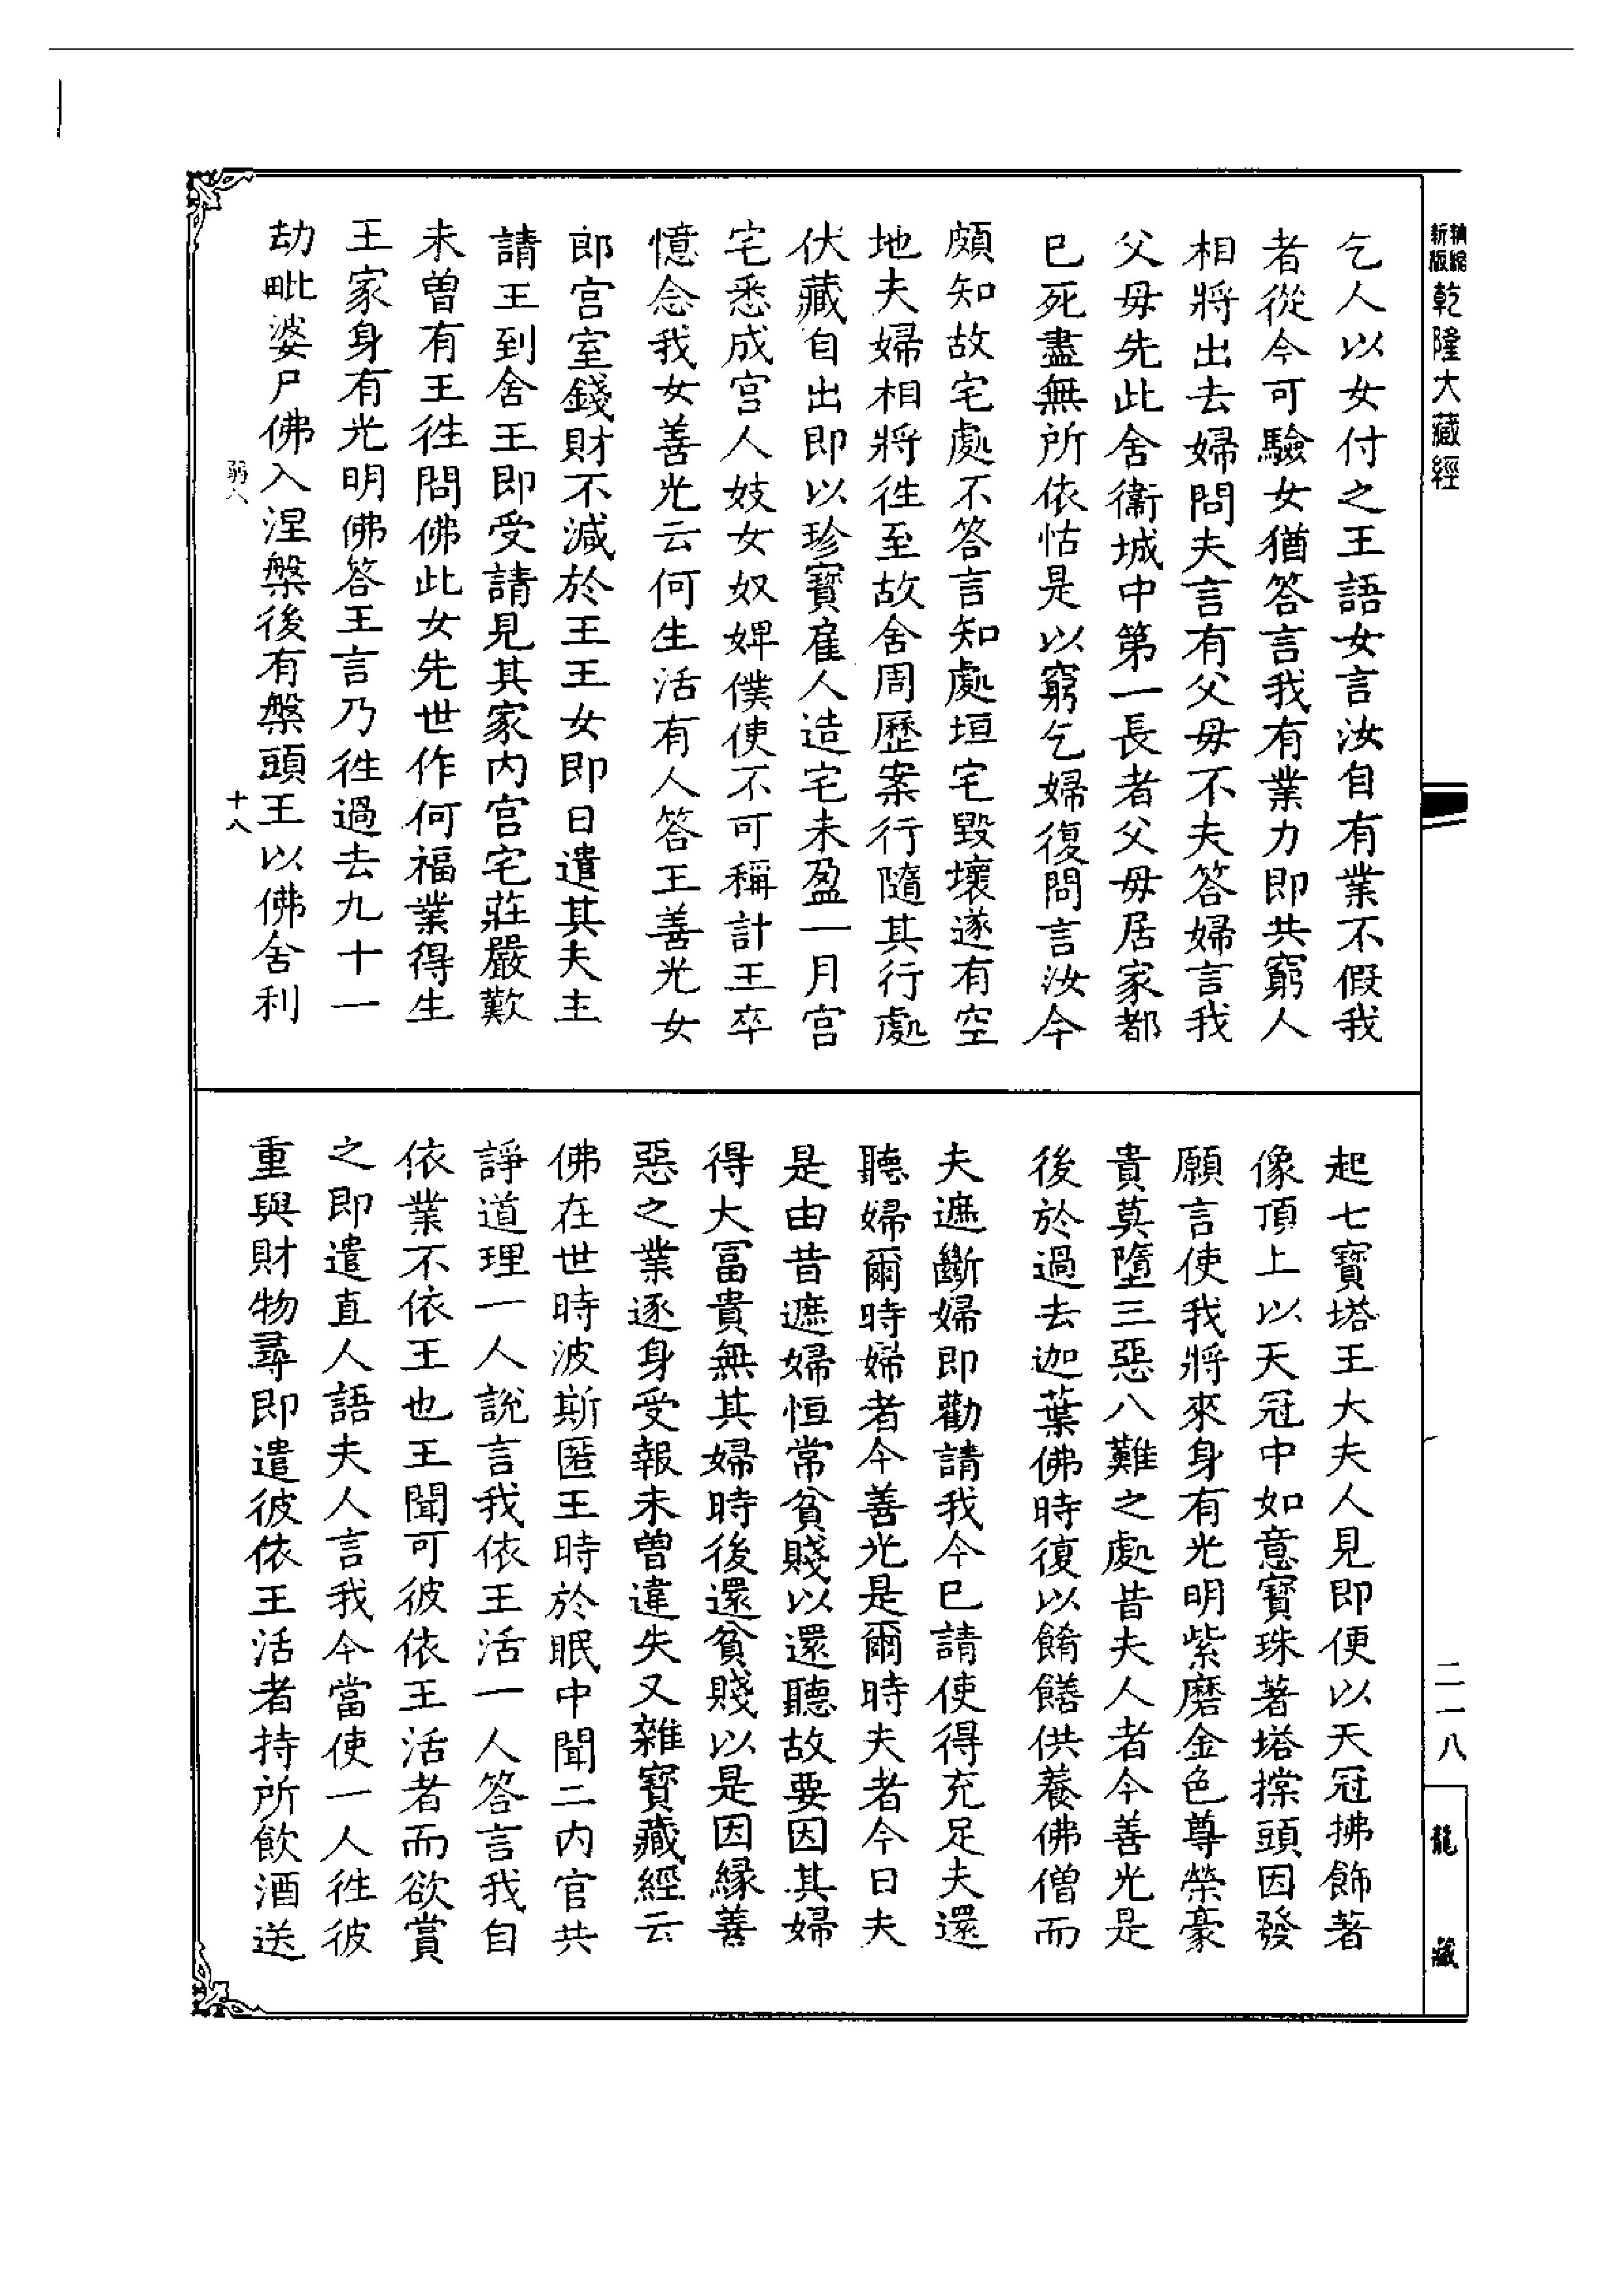 新版精縮乾隆大藏經
乞人以女付之王語女言汝自有業不假我
者從今可驗女猶答言我有業力即共窮人
相將出去婦問夫言有父毋不夫答婦言我
父毋先此舍衞城中第一長者父毋居家都
已死盡無所依怙是以窮乞婦復問言汝今
頗知故宅處不答言知處垣宅毀壞遂有空
地夫婦相將徃至故舍周歷案行隨其行處
伏藏自出即以珍寶雇人造宅未盈一月宫
宅悉成宫人妓女奴婢僕使不可稱計王卒
憶念我女善光云何生活有人答王善光女
郎宫室錢財不減於王王女即日遣其夫主
請王到舍王即受請見其家内宫宅莊嚴歎
未曾有王徃問佛此女先世作何福業得生
王家身有光明佛答王言乃徃過去九十一
劫毗婆尸佛入涅槃後有槃頭王以佛舍利
弱六　十八
起七寶塔王大夫人見即便以天冠拂飾著
像頂上以天冠中如意寶珠著塔棠頭因發
願言使我將來身有光明紫磨金色尊榮豪
貴莫墮三惡八難之處昔夫人者今善光是
後於過去迦葉佛時復以餚饍供養佛僧而
夫遮斷婦即勸請我今已請使得充足夫還
聽婦爾時婦者今善光是爾時夫者今日夫
是由昔遮婦恒常貧賤以還聽故要因其婦
得大富貴無其婦時後還貧賤以是因緣善
惡之業逐身受報未曾違失又雜寶藏經云
佛在世時波斯匿王時於眠中聞二内官共
諍道理一人說言我依王活一人答言我自
依業不依王也王聞可彼依王活者而欲賞
之即遣直人語夫人言我今當使一人徃彼
重與財物尋即遣彼依王活者持所飲酒送
二一八
龍藏